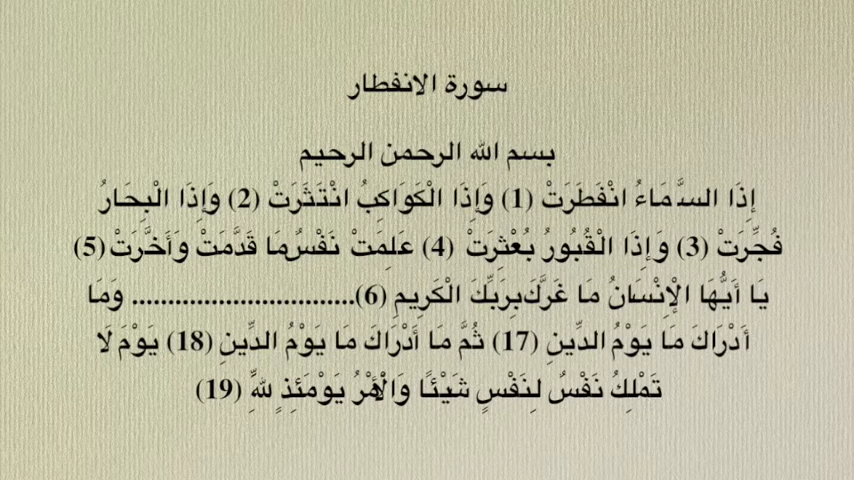 سورة الانفطار
بسم الله الرحمن الرحيم
إِذَا السَّمَاءُ انْفَطَرَتْ (1) وَإِذَا الْكَوَاكِبُ انْتَثَرَتْ (2) وَإِذَا الْبِحَارُ
فُجِّرَتْ (3) وَإِذَا الْقُبُورُ بُعْثِرَتْ (4) عَلِمَتْ نَفْسٌ مَا قَدَّمَتْ وَأَخَّرَتْ (5)
يَا أَيُّهَا الْإِنْسَانُ مَا غَرَّكَ بِرَبِّكَ الْكَرِيمِ (6)............................... وَمَا
أَدْرَاكَ مَا يَوْمُ الدِّينِ (17) ثُمَّ مَا أَدْرَاكَ مَا يَوْمُ الدِّينِ (18) يَوْمَ لَا
تَمْلِكُ نَفْسٌ لِنَفْسٍ شَيْئًا وَالْأَمْرُ يَوْمَئِذٍ لِلَّهِ (19)